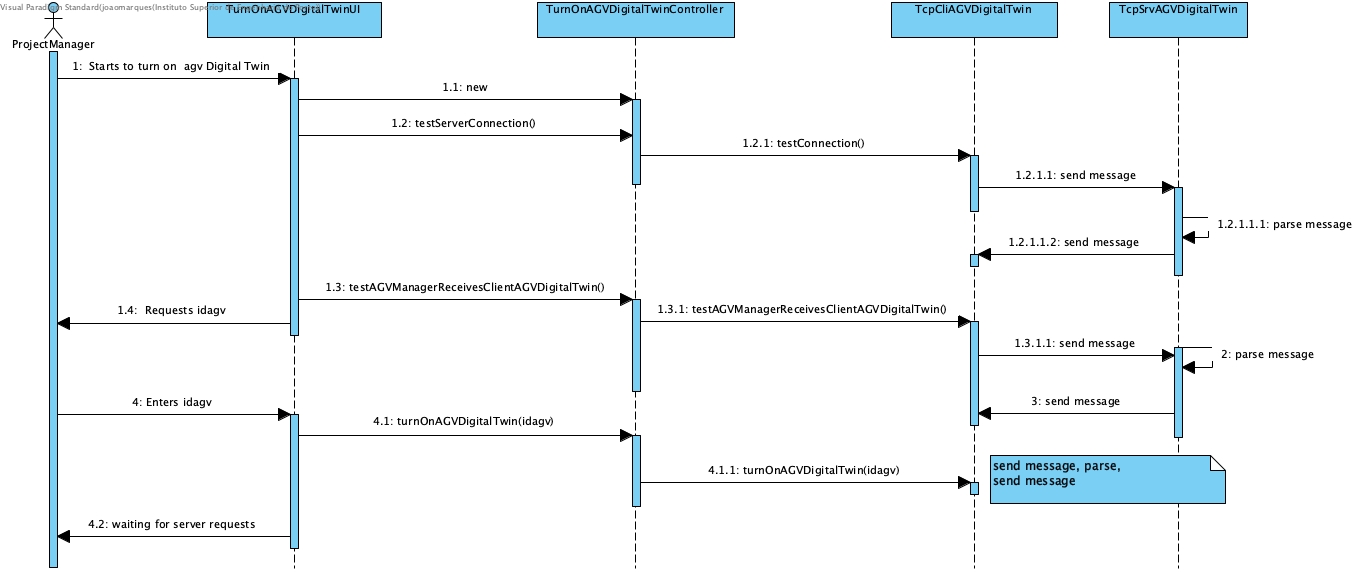 Visual Paradigm Standard(joaomarques(Instituto Superior
TurnOnAGVDigitalTwinUI
TurnOnAGVDigitalTwinController
TcpCliAGVDigitalTwin
TcpSrvAGVDigitalTwin
ProjectManager
1: Starts to turn on agv Digital Twin
1.1: new
1.2: testServerConnection()
1.2.1: testConnection()
1.2.1.1: send message
1.2.1.1.1: parse message
1.2.1.1.2: send message
1.3: testAGVManagerReceivesClientAGVDigitalTwin()
1.4: Requests idagv
1.3.1: testAGVManagerReceivesClientAGVDigitalTwin()
1.3.1.1: send message
2: parse message
4: Enters idagv
3: send message
4.1: turnOnAGVDigitalTwin(idagv)
4.1.1: turnOnAGVDigitalTwin(idagv)
send message, parse,
send message
4.2: waiting for server requests